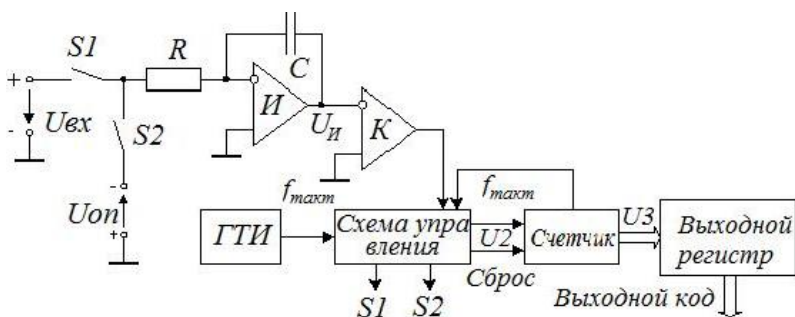 S1
R
C
+
-
Uвх
S2
И
UИ
К
-
Uоп
+
fтакт
fтакт
ГТИ
Схема упра
вления
U2
Сброс
Счетчик
U3
Выходной
регистр
S1
S2
Выходной код